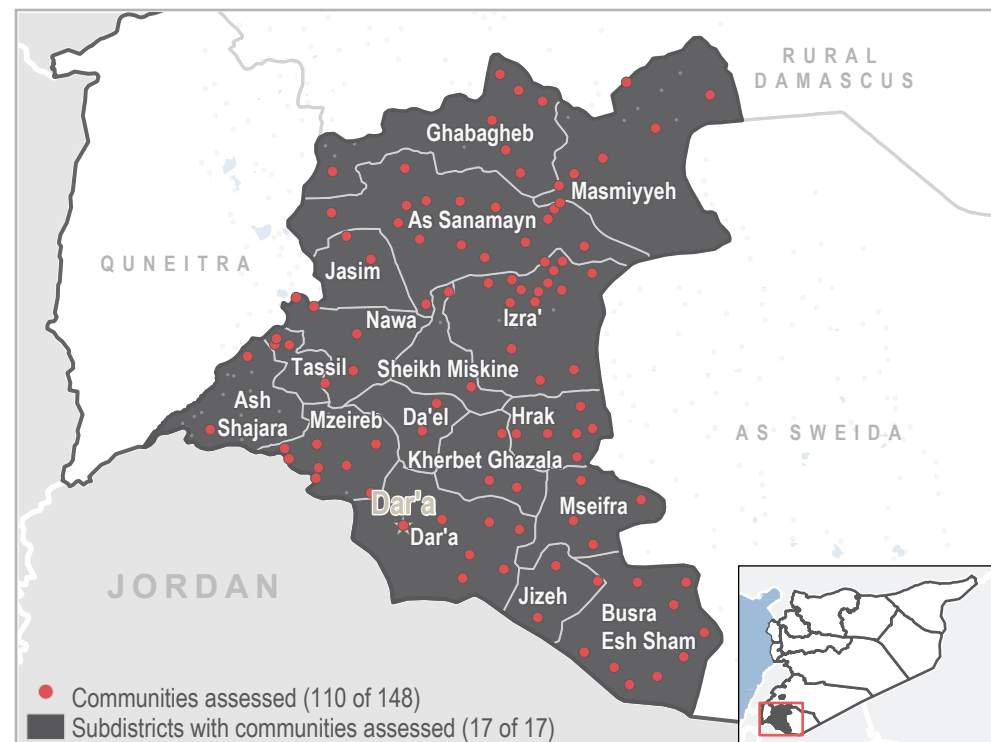 RURAL
DAMASCUS
Ghabagheb
Masmiyyeh
As Sanamayn
QUNEITRA
Jasim
Nawa
Izra'
Tassil
Sheikh Miskine
Ash
Shajara
Mzeireb
Da'el
Hrak
AS SWEIDA
Kherbet Ghazala
Dar'a
Mseifra
Dar'a
JORDAN
Jizeh
Busra
Esh Sham
Communities assessed (110 of 148)
Subdistricts with communities assessed (17 of 17)